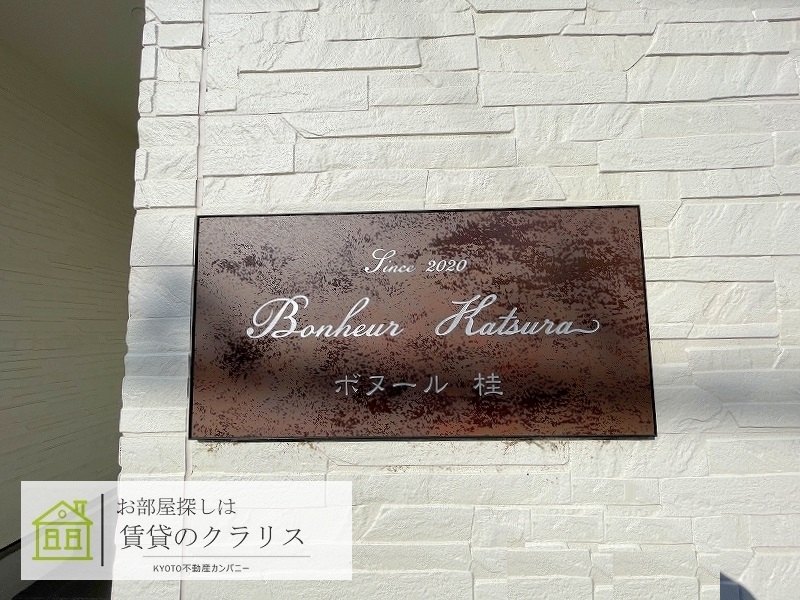 Since 2020
Bonheur Katsura
ボヌール 桂
お部屋探しは
賃貸のクラリス
KYOTO不動産カンパニー